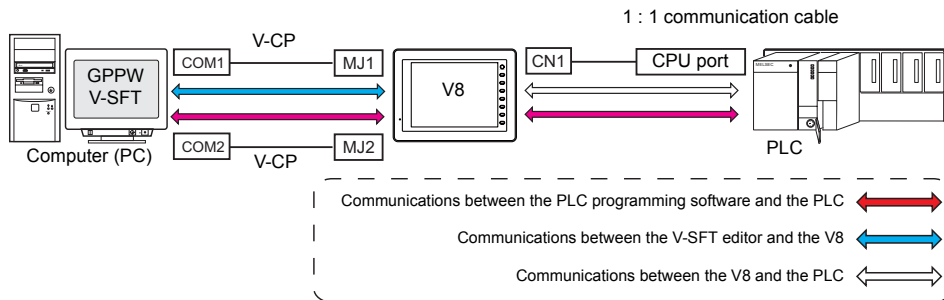 1 : 1 communication cable
V-CP
COM1
MJ1
CN1
CPU port
MELSEC
GPPW
V-SFT
V8
COM2
MJ2
V-CP
Computer (PC)
PLC
Communications between the PLC programming software and the PLC
Communications between the V-SFT editor and the V8
Communications between the V8 and the PLC